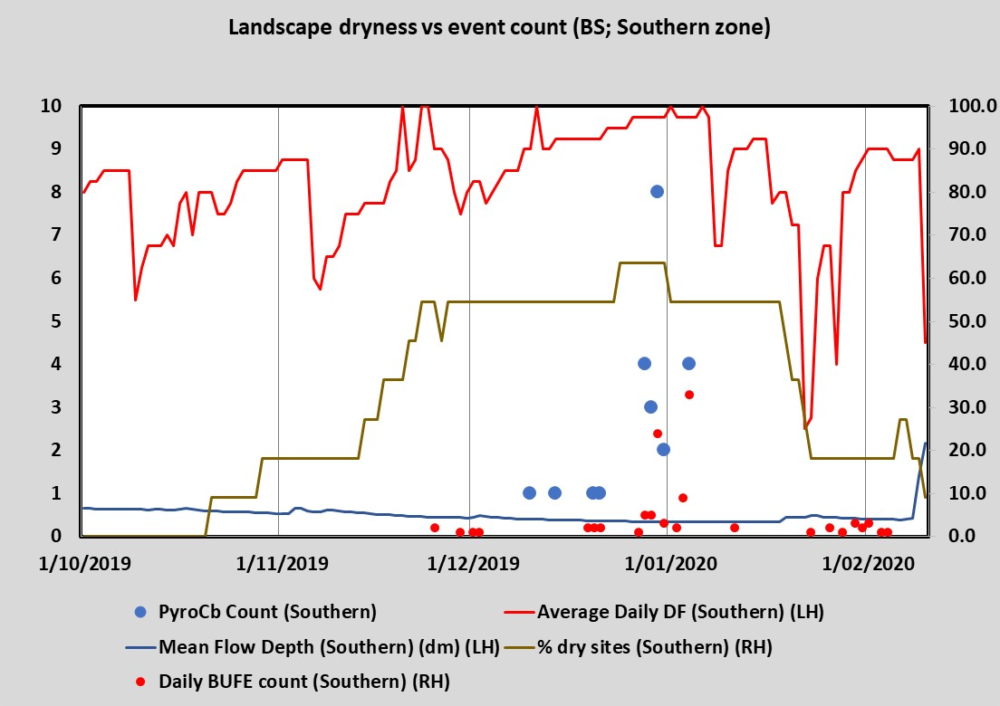 Landscape dryness vs event count (BS; Southern zone)
10 100.0
9 90.0
8 80.0
7 70.0
6 60.0
5 50.0
4 40.0
3 30.0
2 20.0
1 10.0
0 0.0
1/10/2019 1/11/2019 1/12/2019 1/01/2020 1/02/2020
PyroCb Count (Southern) Average Daily DF (Southern) (LH)
Mean Flow Depth (Southern) (dm) (LH) % dry sites (Southern) (RH)
Daily BUFE count (Southern) (RH)